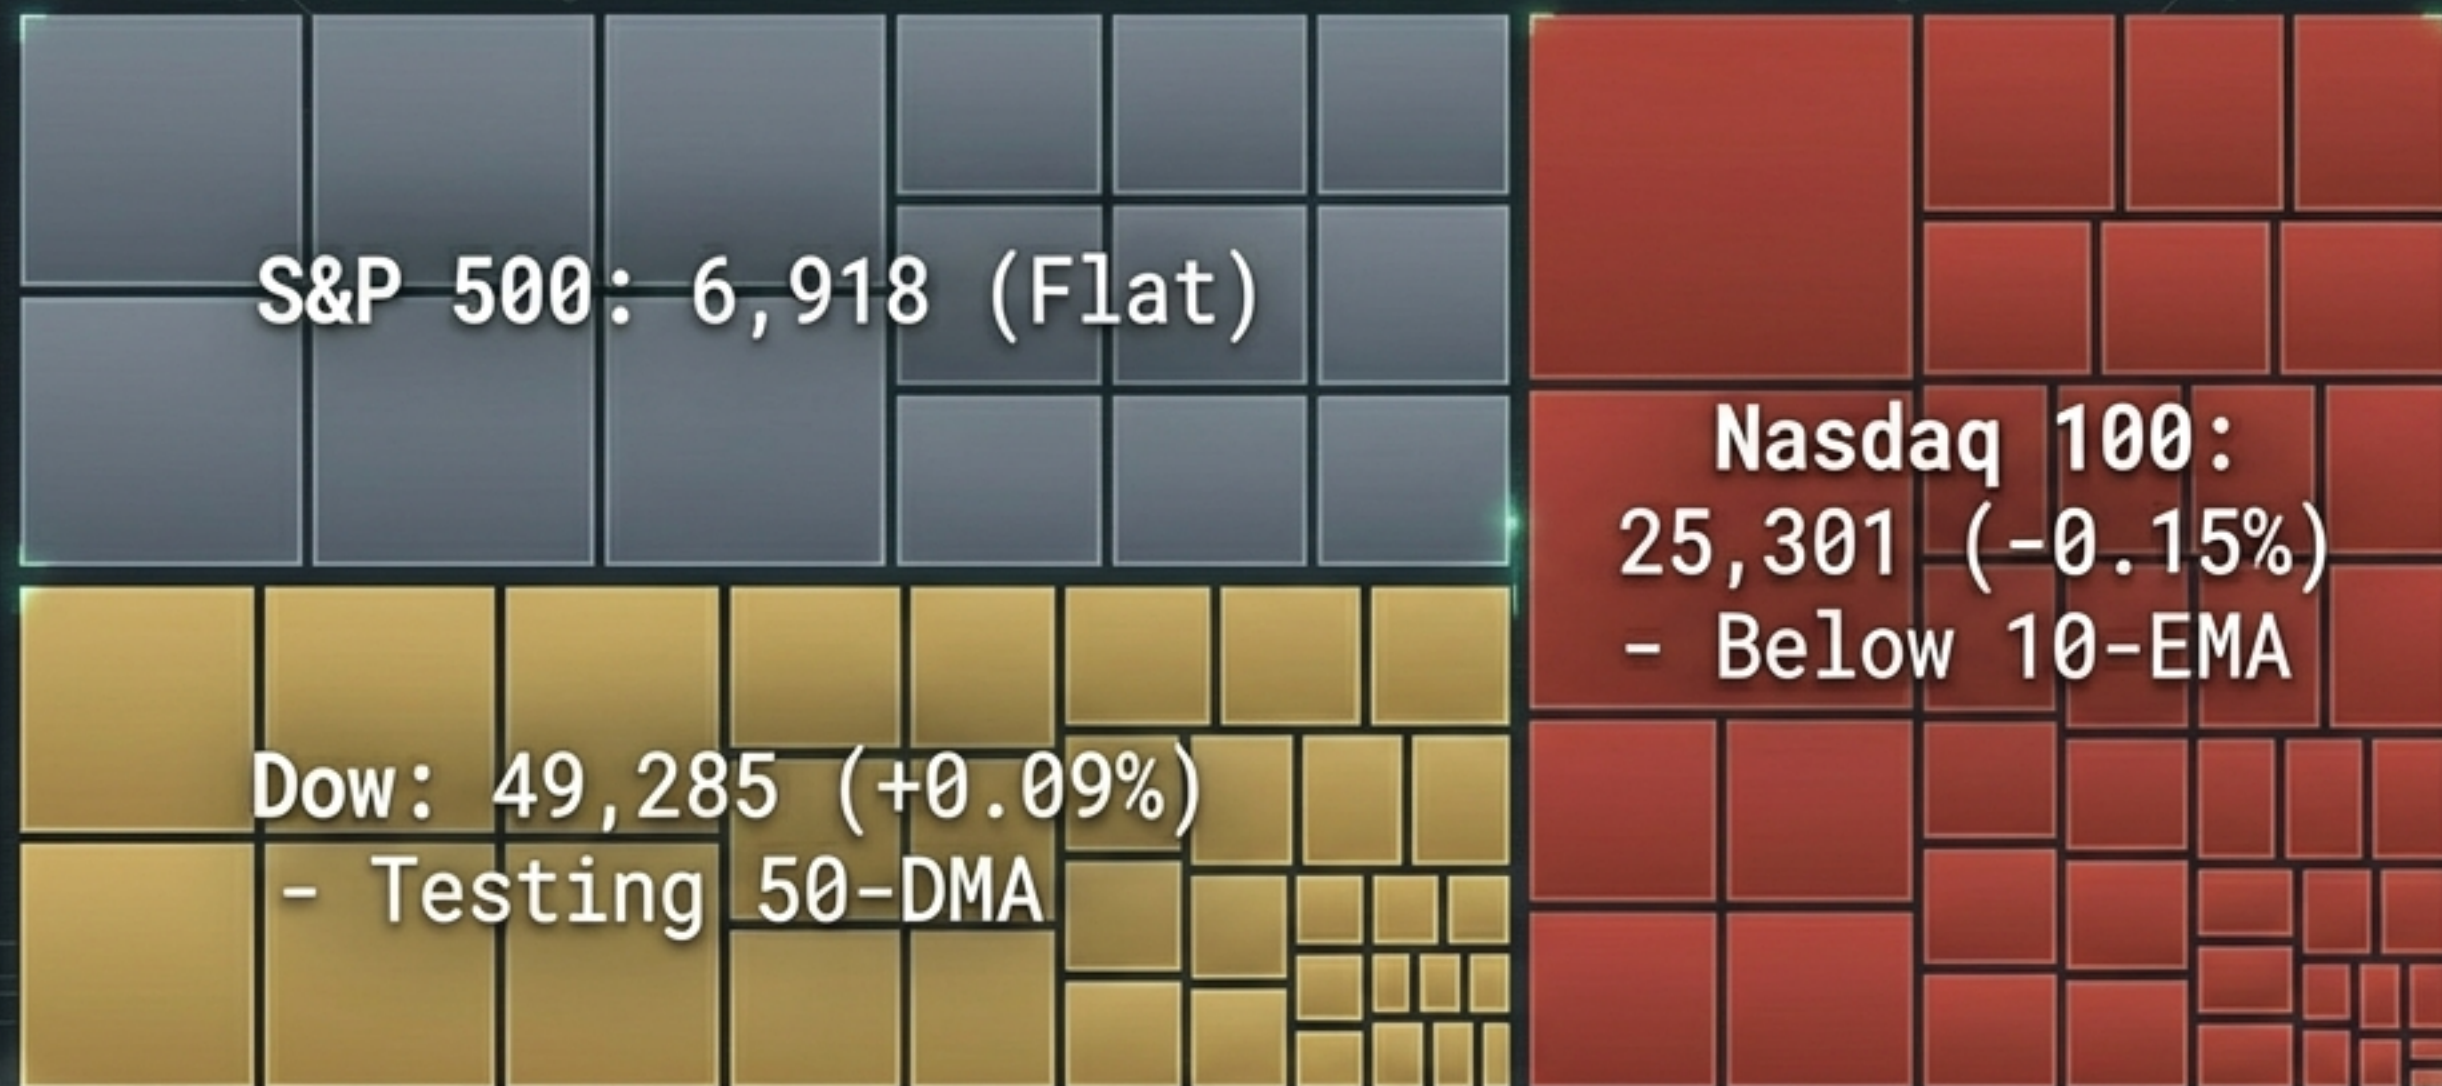 S&P 500: 6,918 (Flat)
Dow: 49,285 (+0.09%)
- Testing 50-DMA
Nasdaq 100:
25,301 (-0.15%)
- Below 10-EMA